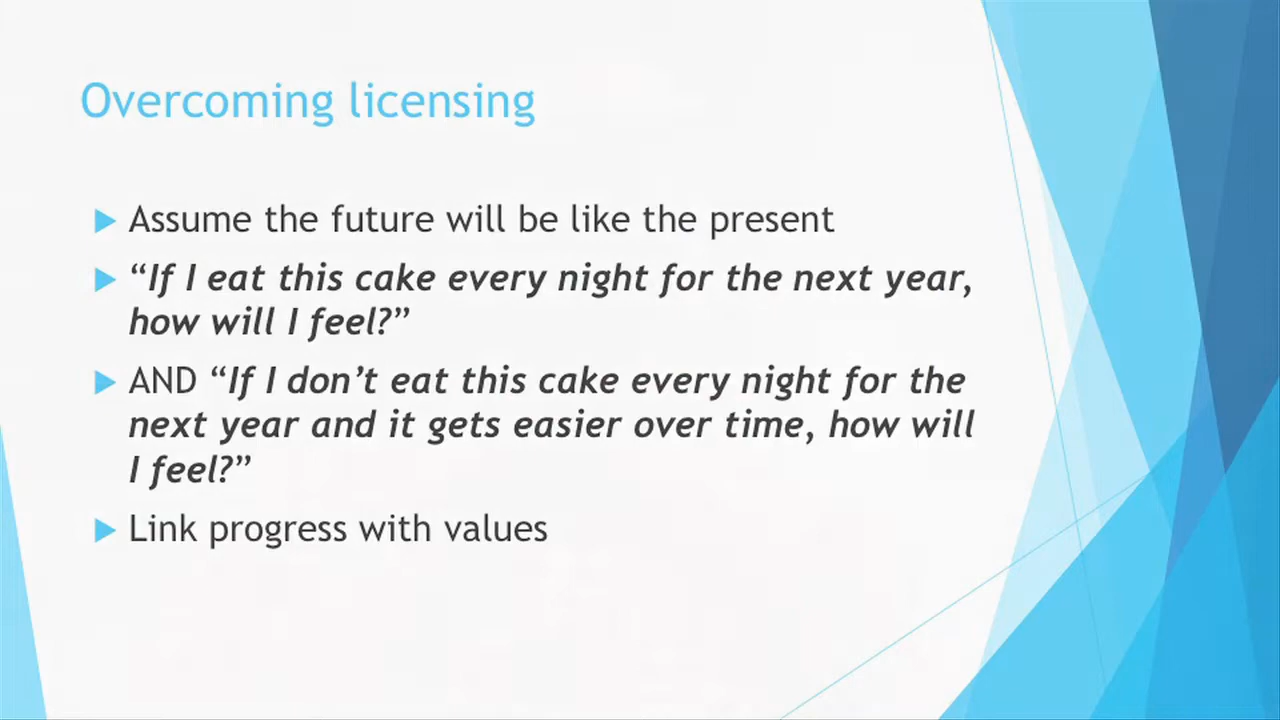 Overcoming licensing
Assume the future will be like the present
“If I eat this cake every night for the next year,
how will I feel?”
AND “If I don’t eat this cake every night for the
next year and it gets easier over time, how will
I feel?”
Link progress with values